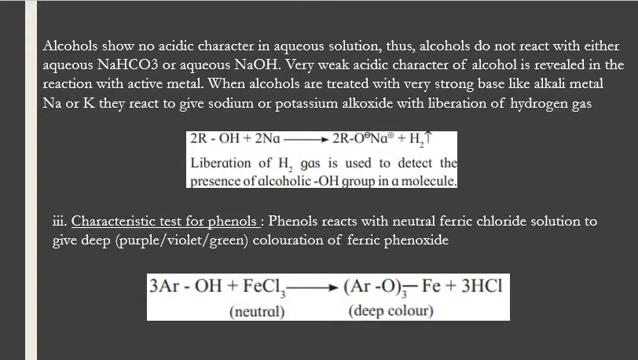 Alcohols show no acidic character in aqueous solution, thus, alcohols do not react with either
aqueous NaHCO3 or aqueous NaOH. Very weak acidic character of alcohol is revealed in the
reaction with active metal. When alcohols are treated with very strong base like alkali metal
Na or K they react to give sodium or potassium alkoxide with liberation of hydrogen gas
2R - OH + 2Na ⟶ 2R-O⊖Na⊕ + H₂↑
Liberation of H₂ gas is used to detect the
presence of alcoholic -OH group in a molecule.
iii. Characteristic test for phenols : Phenols reacts with neutral ferric chloride solution to
give deep (purple/violet/green) colouration of ferric phenoxide
3Ar - OH + FeCl₃ ⟶ (Ar -O)₃— Fe + 3HCl
(neutral) (deep colour)